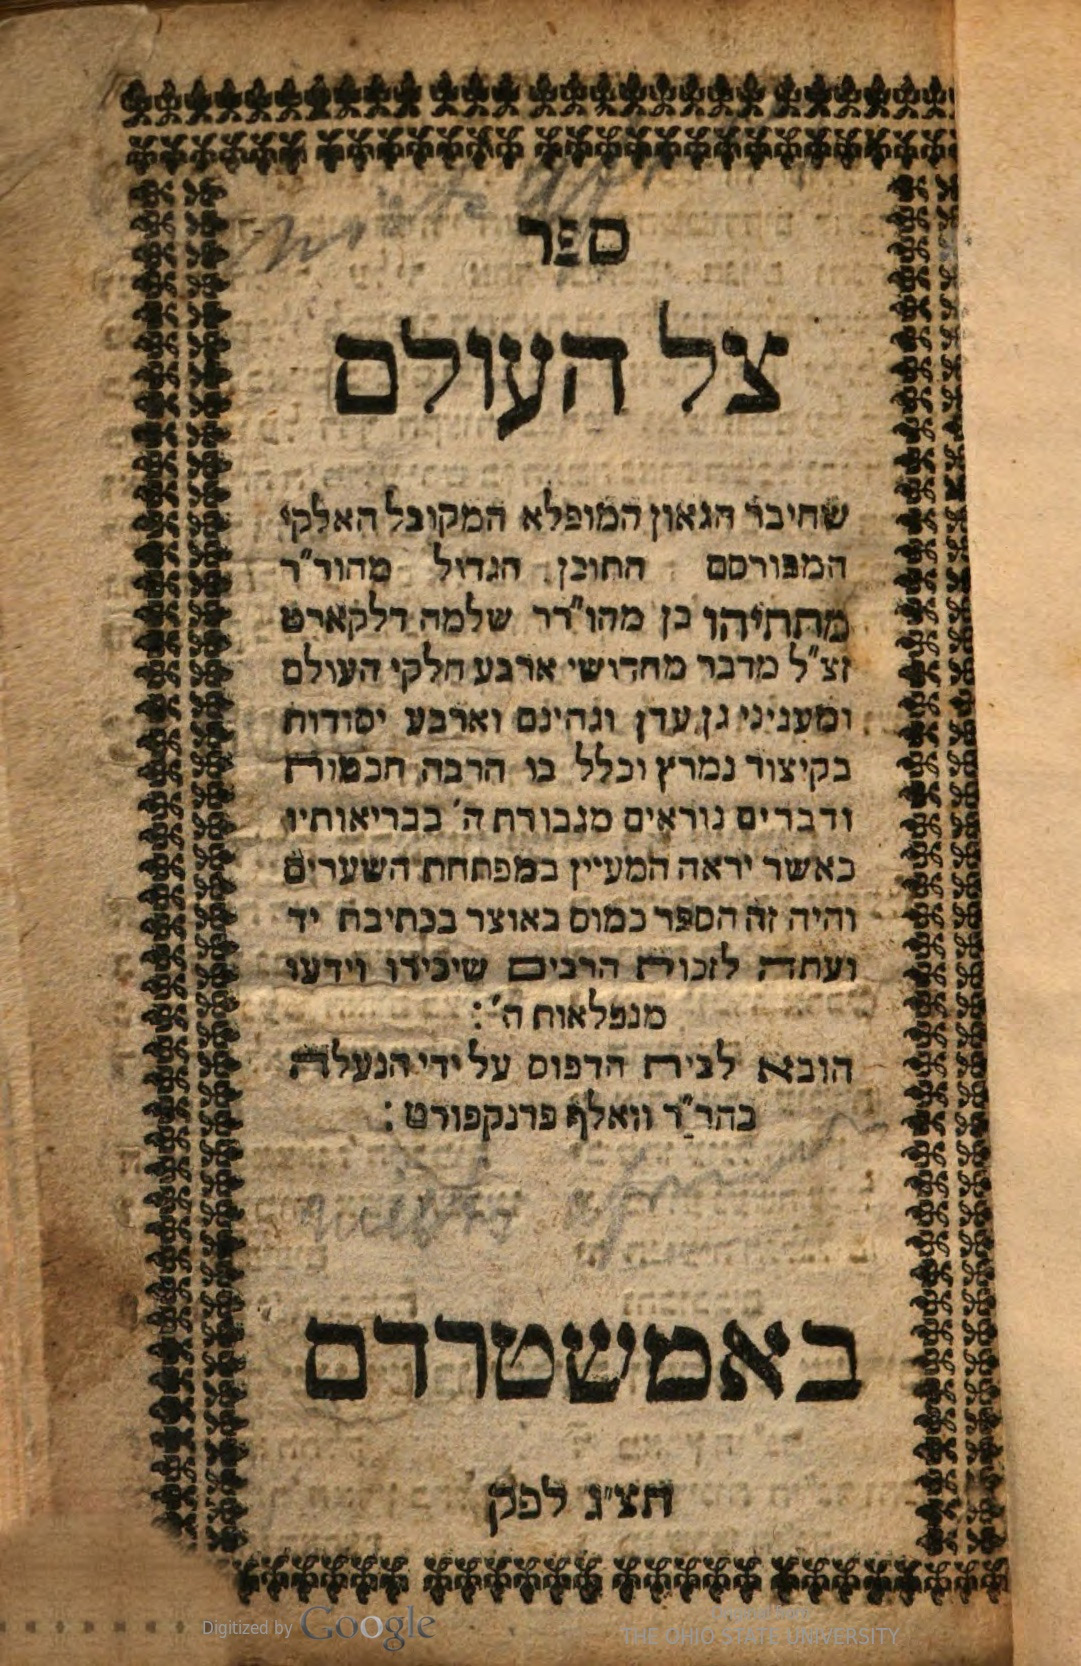 ספר
צל העולם
שחיבר הגאון המופלא המקובל האלקי
המפורסם התוכן הגדול מהור"ר
מתתיהו בן מהו"רר שלמה דלקארט
זצ"ל מדבר מחדושי ארבע חלקי העולם
ומעניני גן עדן וגהינם וארבע יסודות
בקיצור נמרץ וכלל בו הרבה חכמות
ודברים נוראים מגבורת ה' בבריאותיו
כאשר יראה המעיין במפתחת השערים
והיה זה הספר כמוס באוצר בכתיבת יד
ועתה לזכות הרבים שיכירו וידעו
מנפלאות ה':
הובא לבית הדפוס על ידי הנעלה
כהר"ר וואלף פרנקפורט:
באמשטרדם
תצ"ג לפק
Digitized by Google
THE OHIO STATE UNIVERSITY